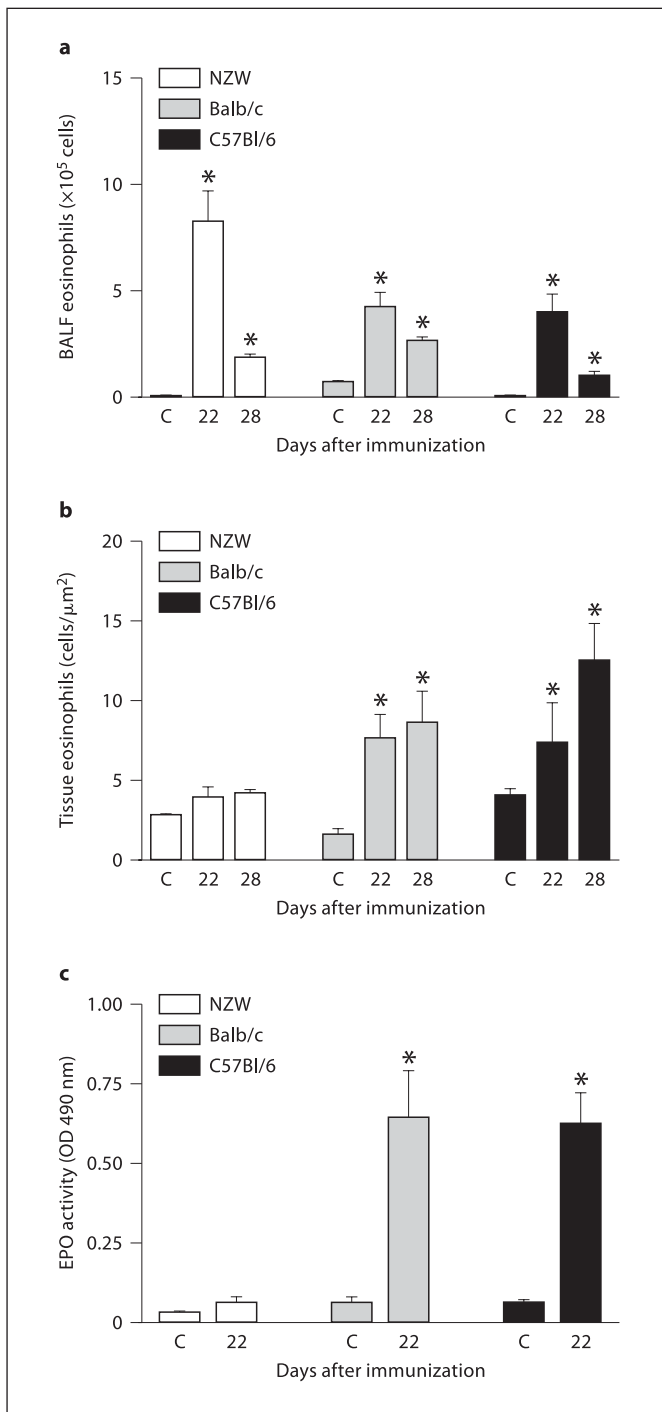 a
NZW
Balb/c
C57Bl/6
15
10
5
0
BALF eosinophils (×10⁵ cells)
* * * * * *
C 22 28 C 22 28 C 22 28
Days after immunization
b
NZW
Balb/c
C57Bl/6
20
15
10
5
0
Tissue eosinophils (cells/μm²)
* * * *
C 22 28 C 22 28 C 22 28
Days after immunization
c
NZW
Balb/c
C57Bl/6
1.00
0.75
0.50
0.25
0
EPO activity (OD 490 nm)
* *
C 22 C 22 C 22
Days after immunization